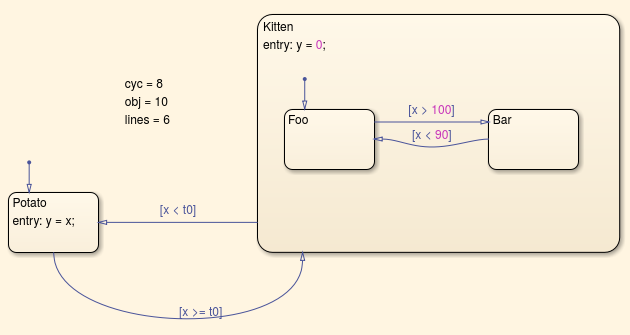 Kitten
entry: y = 0;
cyc = 8
obj = 10
lines = 6
Foo
[x > 100]
Bar
[x < 90]
Potato
entry: y = x;
[x < t0]
[x >= t0]